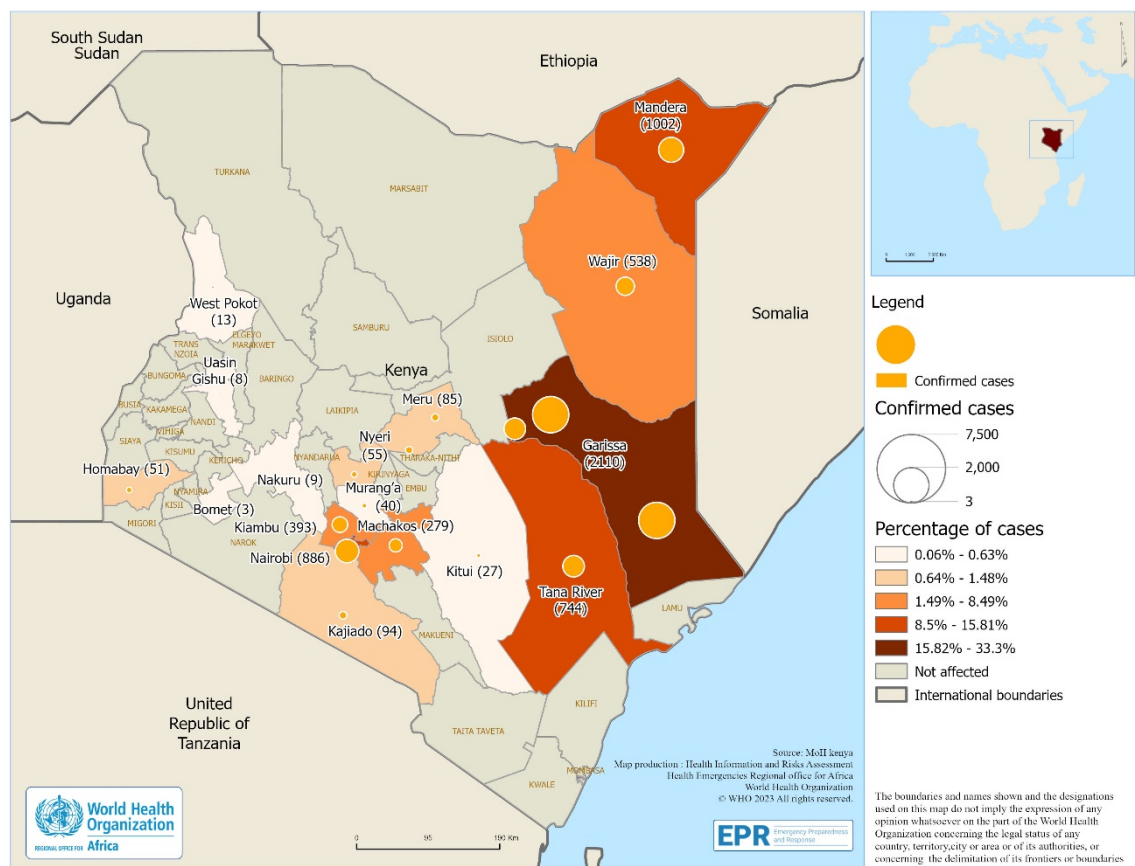 South Sudan
Sudan
Ethiopia
Mandera
(1002)
TURKANA
MARSABIT
Wajir (538)
Uganda
Somalia
West Pokot
(13)
SAMBURU
ISIOLO
TRANS
NZOIA
ELGEYO
MARAKWET
Uasin
Gishu (8)
Kenya
BUNGOMA
BARINGO
Meru (85)
BUSIA
KAKAMEGA
LAIKIPIA
NANDI
VIHIGA
Nyeri
(55)
SIAYA
KISUMU
Garissa
(2110)
KERICHO
NYANDARUA
THARAKA-NITHI
Homabay (51)
KIRINYAGA
NYAMIRA
Nakuru (9)
Murang'a
(40)
EMBU
KISII
Bomet (3)
MIGORI
Kiambu (393)
Machakos (279)
NAROK
Nairobi (886)
Kitui (27)
Tana River
(744)
LAMU
Kajiado (94)
MAKUENI
KILIFI
United
Republic of
Tanzania
TAITA TAVETA
KWALE
MOMBASA
Source: MoH kenya
Map production : Health Information and Risks Assessment
Health Emergencies Regional office for Africa
World Health Organization
© WHO 2023 All rights reserved.
World Health
Organization
REGIONAL OFFICE FOR Africa
0 95 190 Km
EPR Emergency Preparedness
and Response
N
Legend
Confirmed cases
Confirmed cases
7,500
2,000
3
Percentage of cases
0.06% - 0.63%
0.64% - 1.48%
1.49% - 8.49%
8.5% - 15.81%
15.82% - 33.3%
Not affected
International boundaries
The boundaries and names shown and the designations
used on this map do not imply the expression of any
opinion whatsoever on the part of the World Health
Organization concerning the legal status of any
country, territory,city or area or of its authorities, or
concerning the delimitation of its frontiers or boundaries